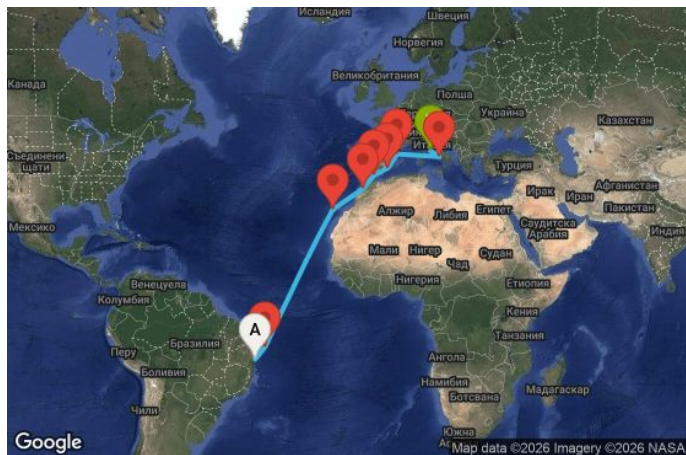 Исландия
Швеция
Норвегия
Канада
Великобритания
Полша
Украйна
Казахстан
Съединени
щати
Турция
Мексико
Алжир
Либия
Египет
Ирак
Иран
Афганистан
Пакистан
Саудитска
Арабия
Индия
Мали
Нигер
Чад
Судан
Нигерия
Етиопия
Венецуела
Колумбия
Кения
A
Перу
Бразилия
Танзания
Боливия
Ангола
Намибия
Ботсвана
Мадагаскар
Чили
Южна
Google
Map data ©2026 Imagery ©2026 NASA